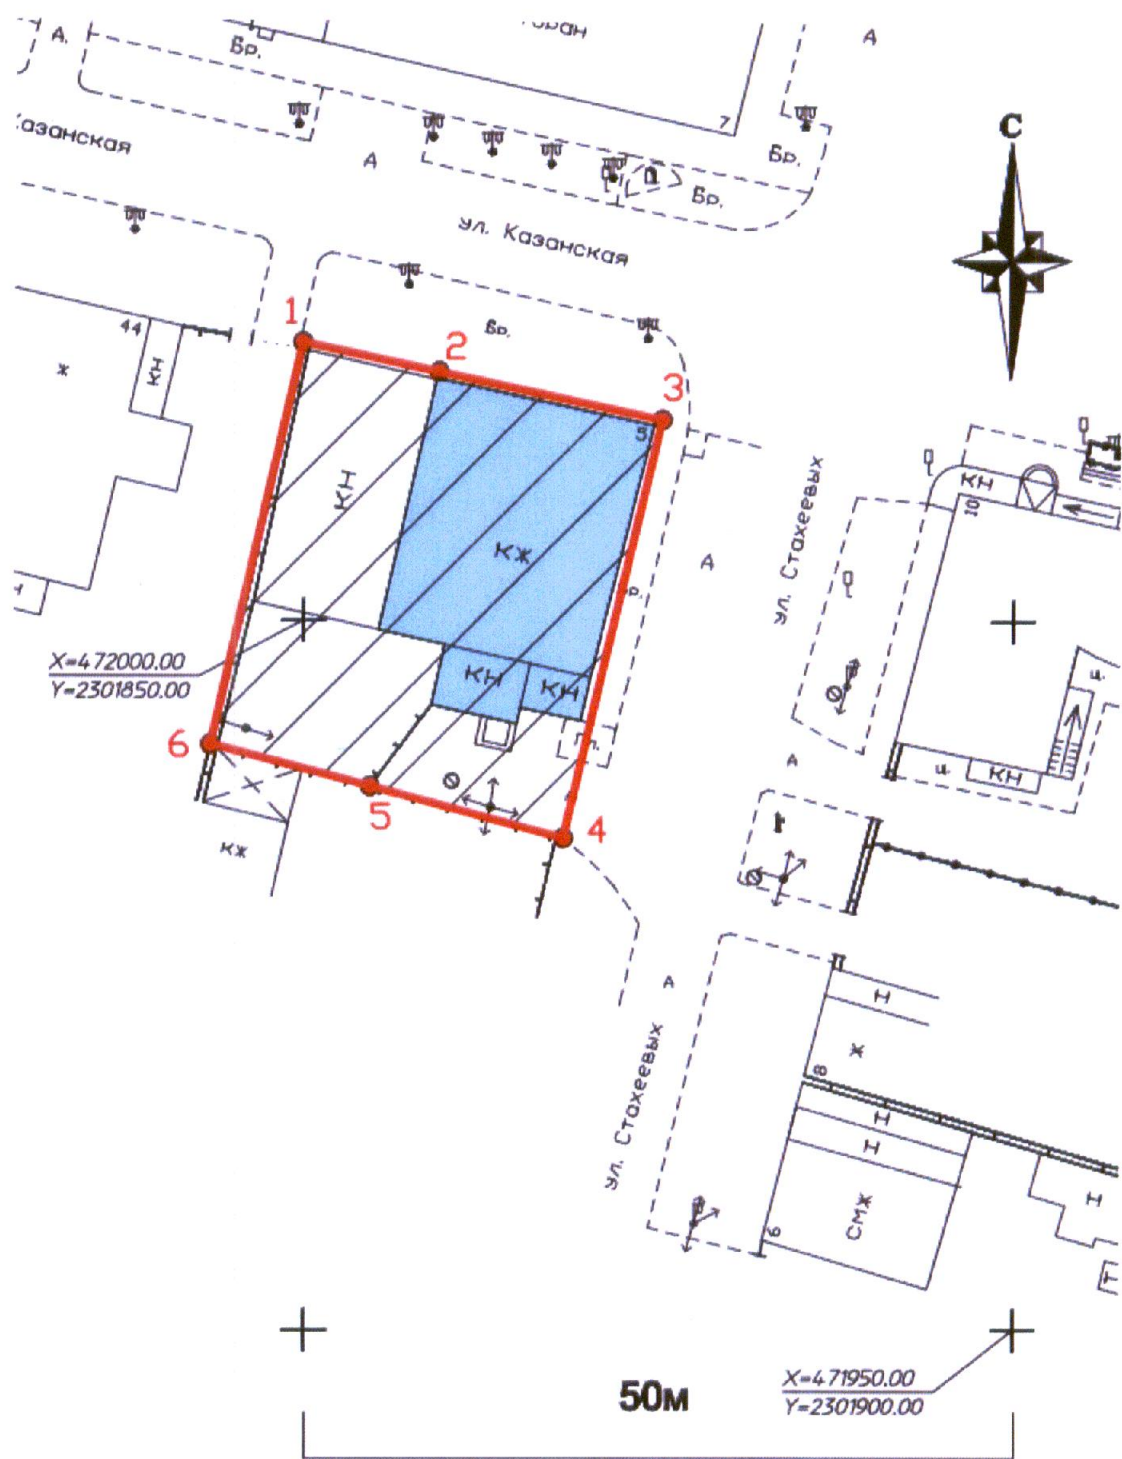 А.
Бр.
А
7
Бр.
С
Казанская
А
Бр.
ул. Казанская
1
44
Бр.
2
3
ж
КН
5
КН
КЖ
А
ул. Стахеевых
КН
10
р.
X=472000.00
Y=2301850.00
КН
КН
6
5
4
кж
А
КН
г
А
ул. Стахеевых
Н
Ж
8
Н
Н
СМЖ
6
Н
Т
50м
X=471950.00
Y=2301900.00